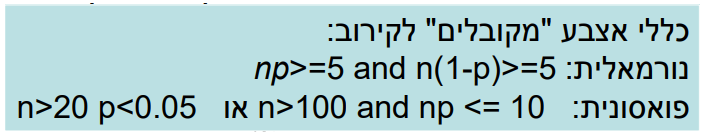 כללי אצבע "מקובלים" לקירוב:
נורמאלית: np>=5 and n(1-p)>=5
פואסונית: n>100 and np <= 10 או n>20 p<0.05